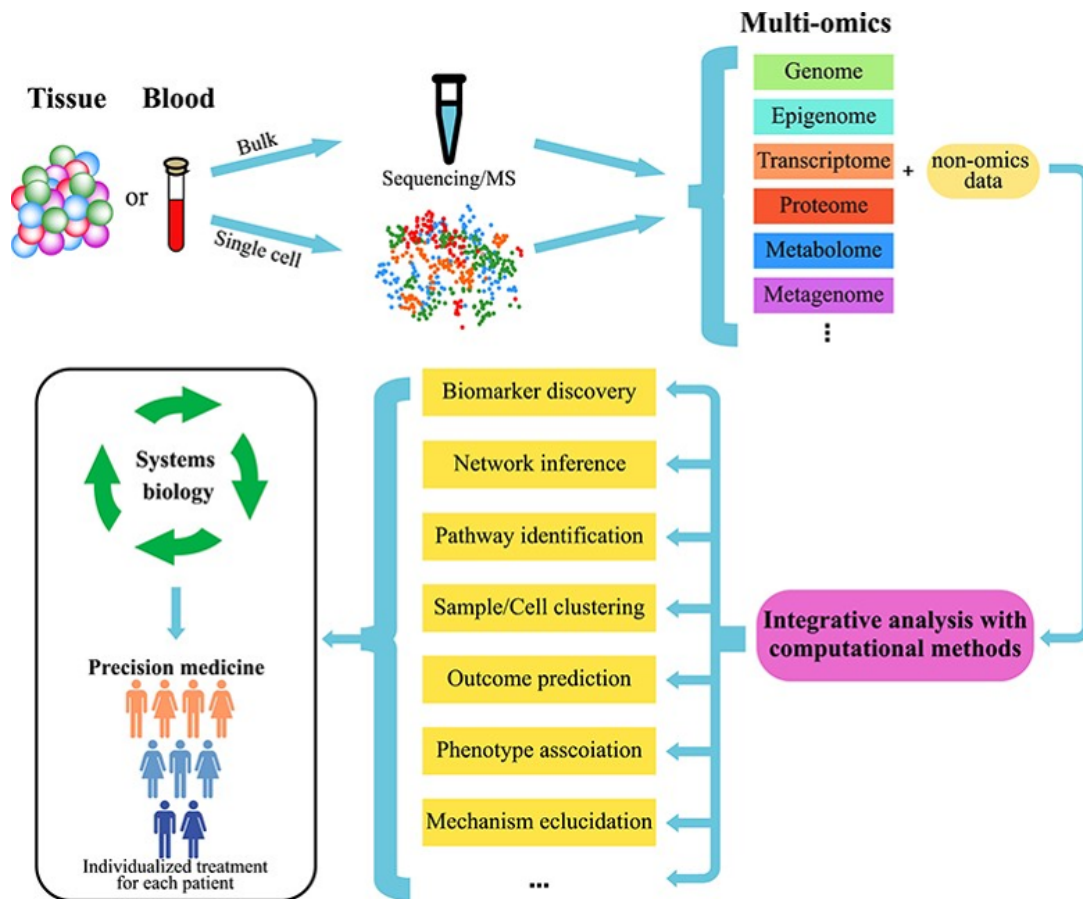 Multi-omics
Tissue
Blood
or
Bulk
Single cell
Sequencing/MS
Genome
Epigenome
Transcriptome
Proteome
Metabolome
Metagenome
⋮
+
non-omics
data
Integrative analysis with
computational methods
Biomarker discovery
Network inference
Pathway identification
Sample/Cell clustering
Outcome prediction
Phenotype asscoiation
Mechanism eclucidation
...
Systems
biology
Precision medicine
Individualized treatment
for each patient